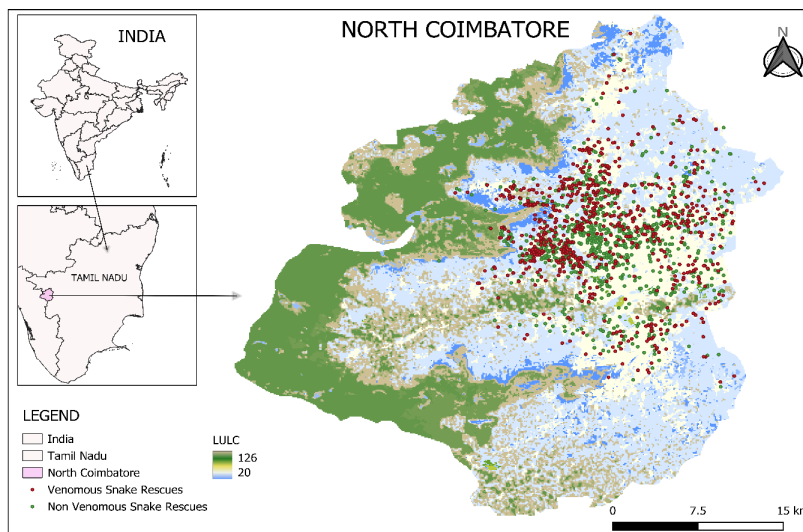 INDIA
NORTH COIMBATORE
N
TAMIL NADU
LEGEND
India
Tamil Nadu
North Coimbatore
Venomous Snake Rescues
Non Venomous Snake Rescues
LULC
126
20
0 7.5 15 km